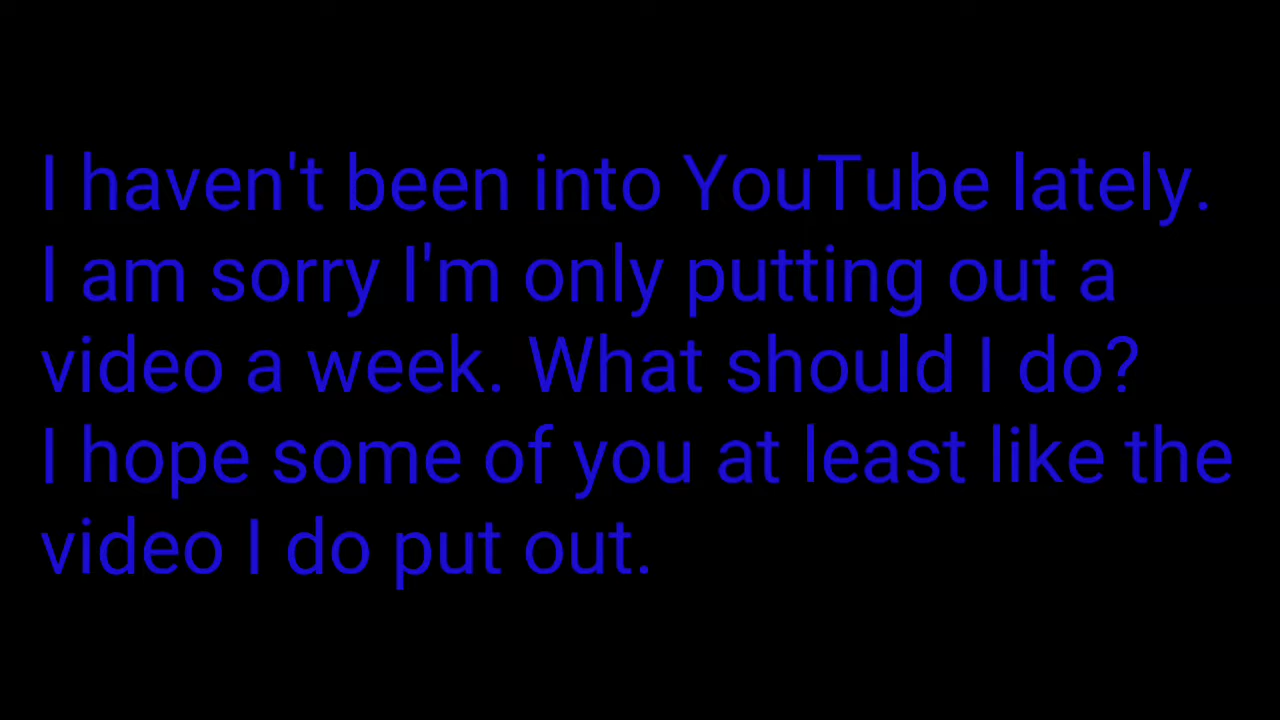 I haven't been into YouTube lately.
I am sorry I'm only putting out a
video a week. What should I do?
I hope some of you at least like the
video I do put out.